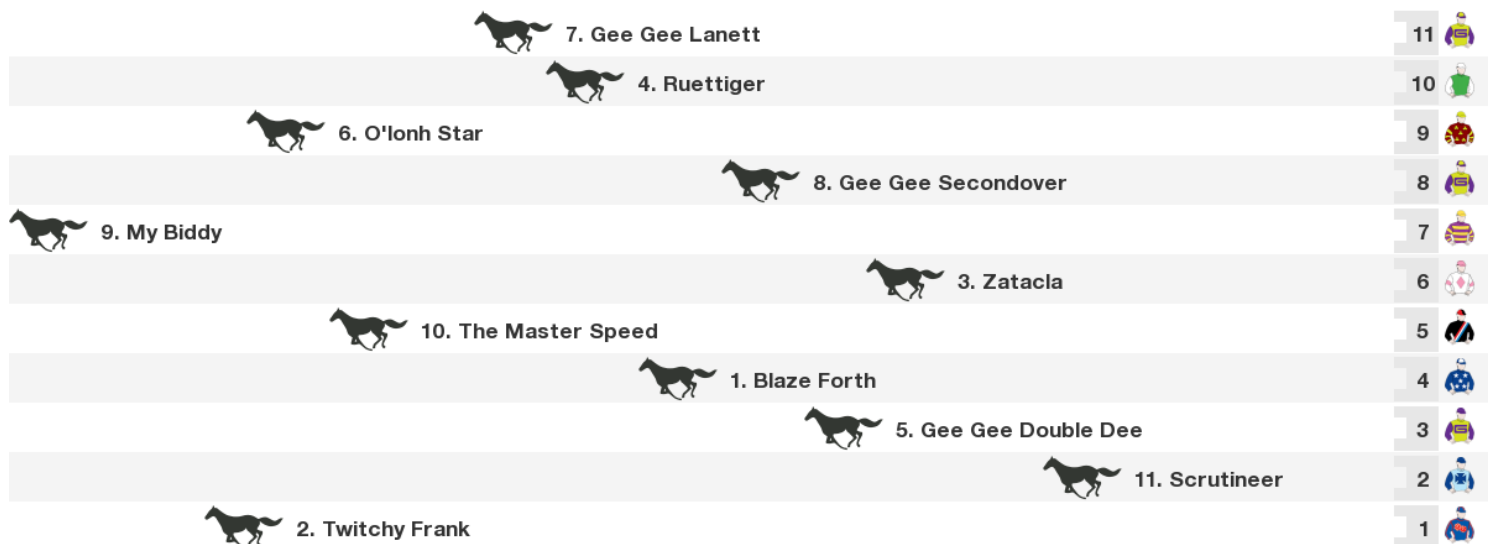 7. Gee Gee Lanett 11
4. Ruettiger 10
6. O'lonh Star 9
8. Gee Gee Secondover 8
9. My Biddy 7
3. Zatacla 6
10. The Master Speed 5
1. Blaze Forth 4
5. Gee Gee Double Dee 3
11. Scrutineer 2
2. Twitchy Frank 1